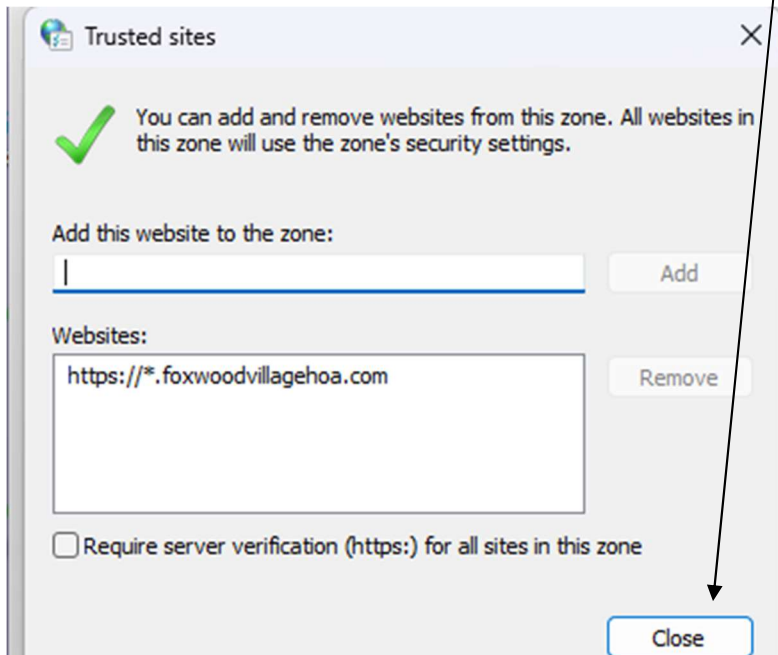 Trusted sites
You can add and remove websites from this zone. All websites in
this zone will use the zone's security settings.
Add this website to the zone:
Add
Websites:
https://*.foxwoodvillagehoa.com
Remove
Require server verification (https:) for all sites in this zone
Close